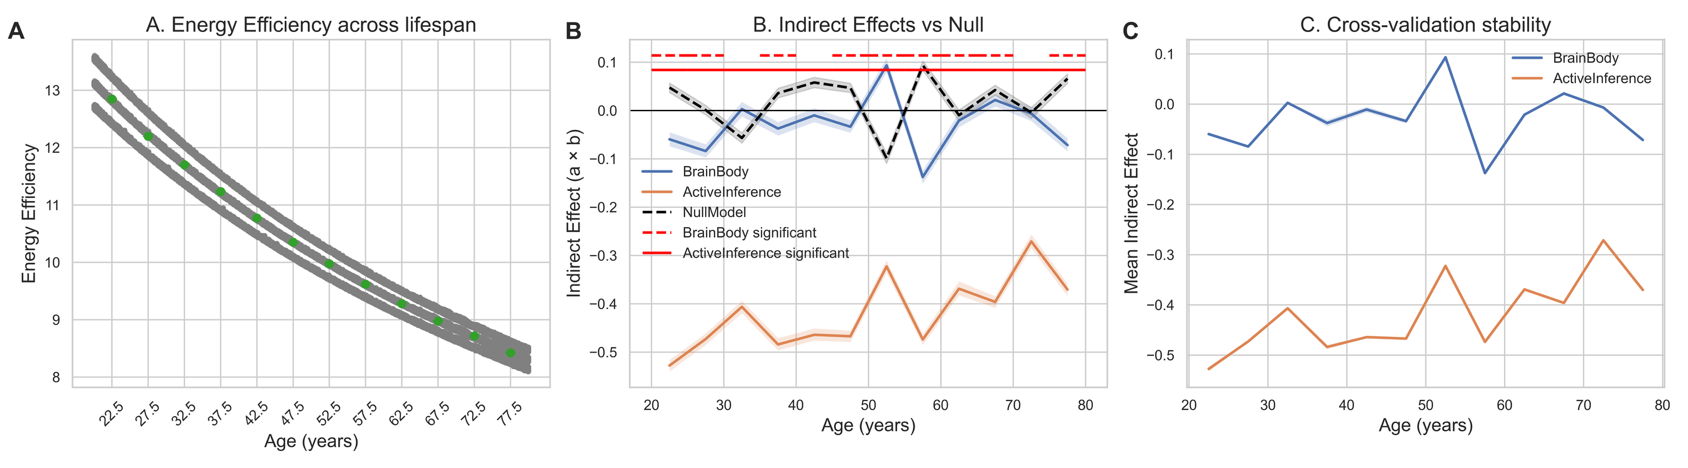 A
A. Energy Efficiency across lifespan
Energy Efficiency
13
12
11
10
9
8
22.5 27.5 32.5 37.5 42.5 47.5 52.5 57.5 62.5 67.5 72.5 77.5
Age (years)
B
B. Indirect Effects vs Null
Indirect Effect (a × b)
0.1
0.0
−0.1
−0.2
−0.3
−0.4
−0.5
BrainBody
ActiveInference
NullModel
BrainBody significant
ActiveInference significant
20 30 40 50 60 70 80
Age (years)
C
C. Cross-validation stability
Mean Indirect Effect
0.1
0.0
−0.1
−0.2
−0.3
−0.4
−0.5
BrainBody
ActiveInference
20 30 40 50 60 70 80
Age (years)